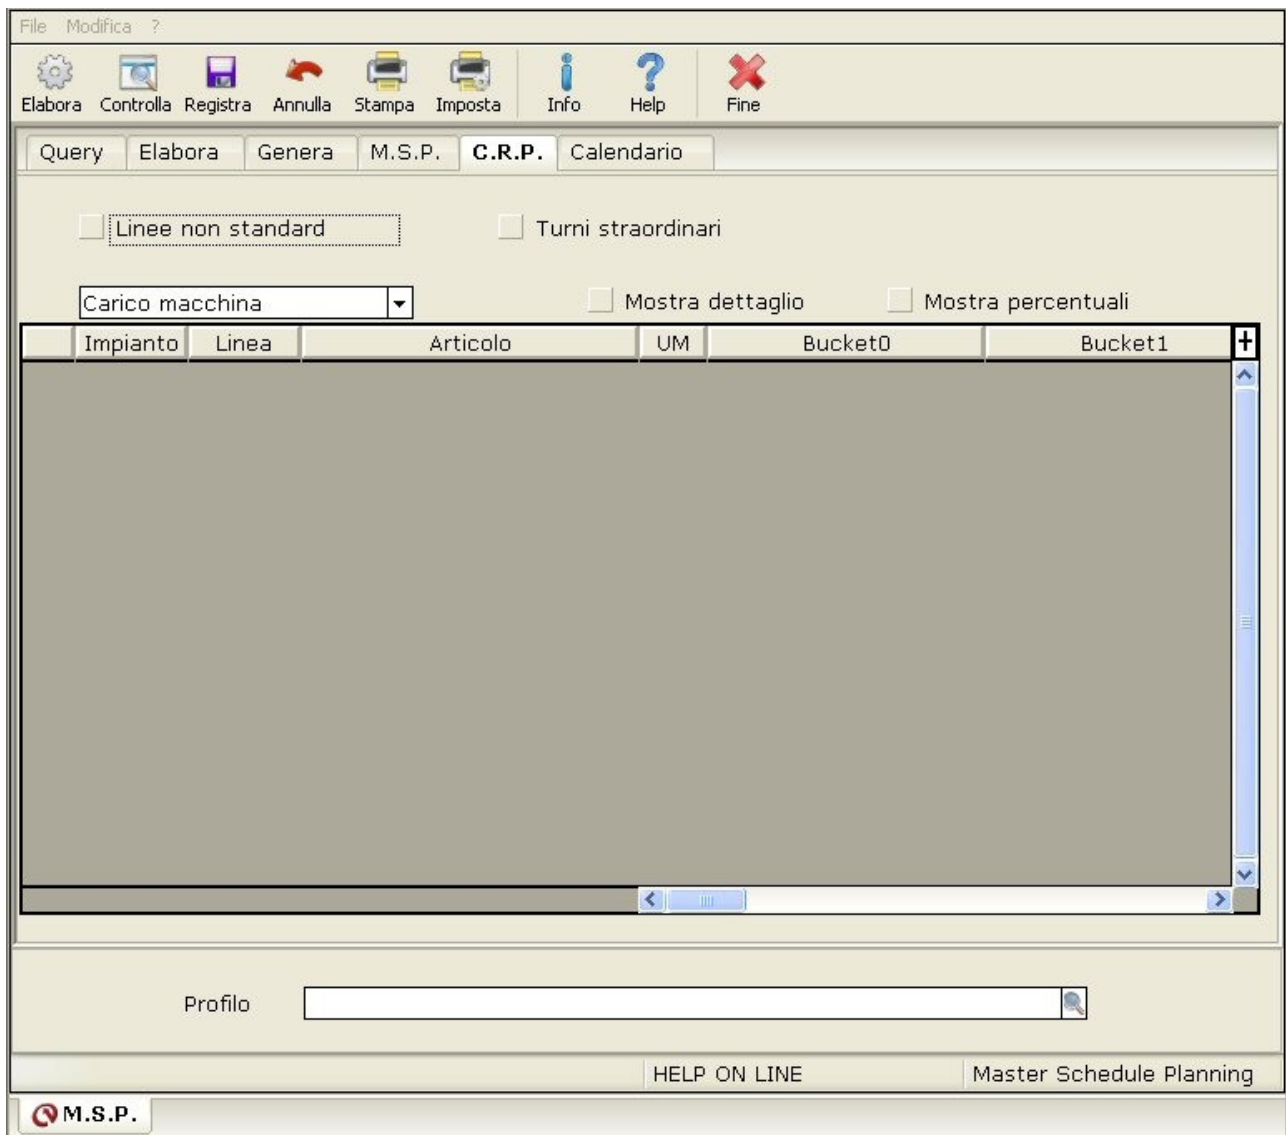 File Modifica ?
Elabora Controlla Registra Annulla Stampa Imposta Info Help Fine
Query Elabora Genera M.S.P. C.R.P. Calendario
Linee non standard Turni straordinari
Carico macchina Mostra dettaglio Mostra percentuali
Impianto Linea Articolo UM Bucket0 Bucket1 +
Profilo
HELP ON LINE Master Schedule Planning
M.S.P.